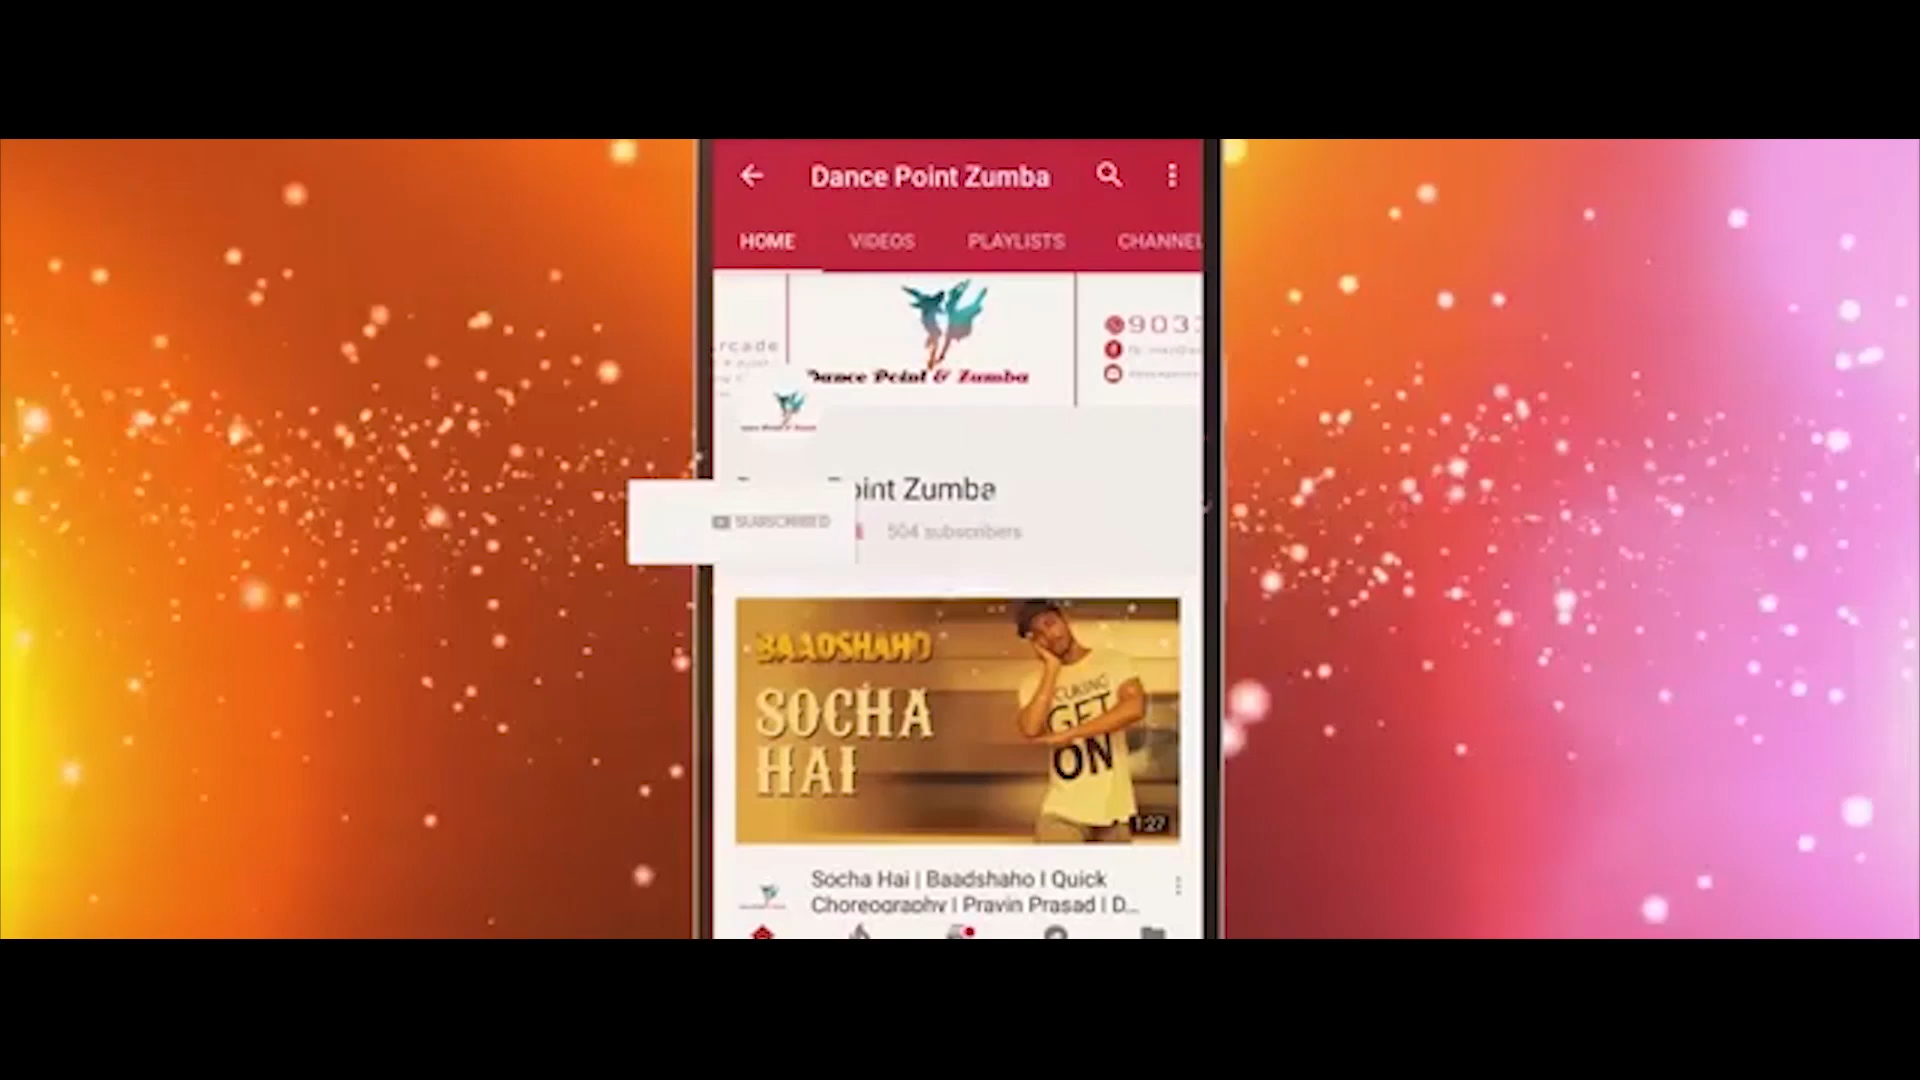 Dance Point Zumba
HOME VIDEOS PLAYLISTS CHANNEL
rcade
903
Dance Point & Zumba
oint Zumba
SUBSCRIBED
504 subscribers
BAADSHAHO
SOCHA
HAI
GET
ON
1:27
Socha Hai | Baadshaho I Quick
Choreography I Pravin Prasad I D...